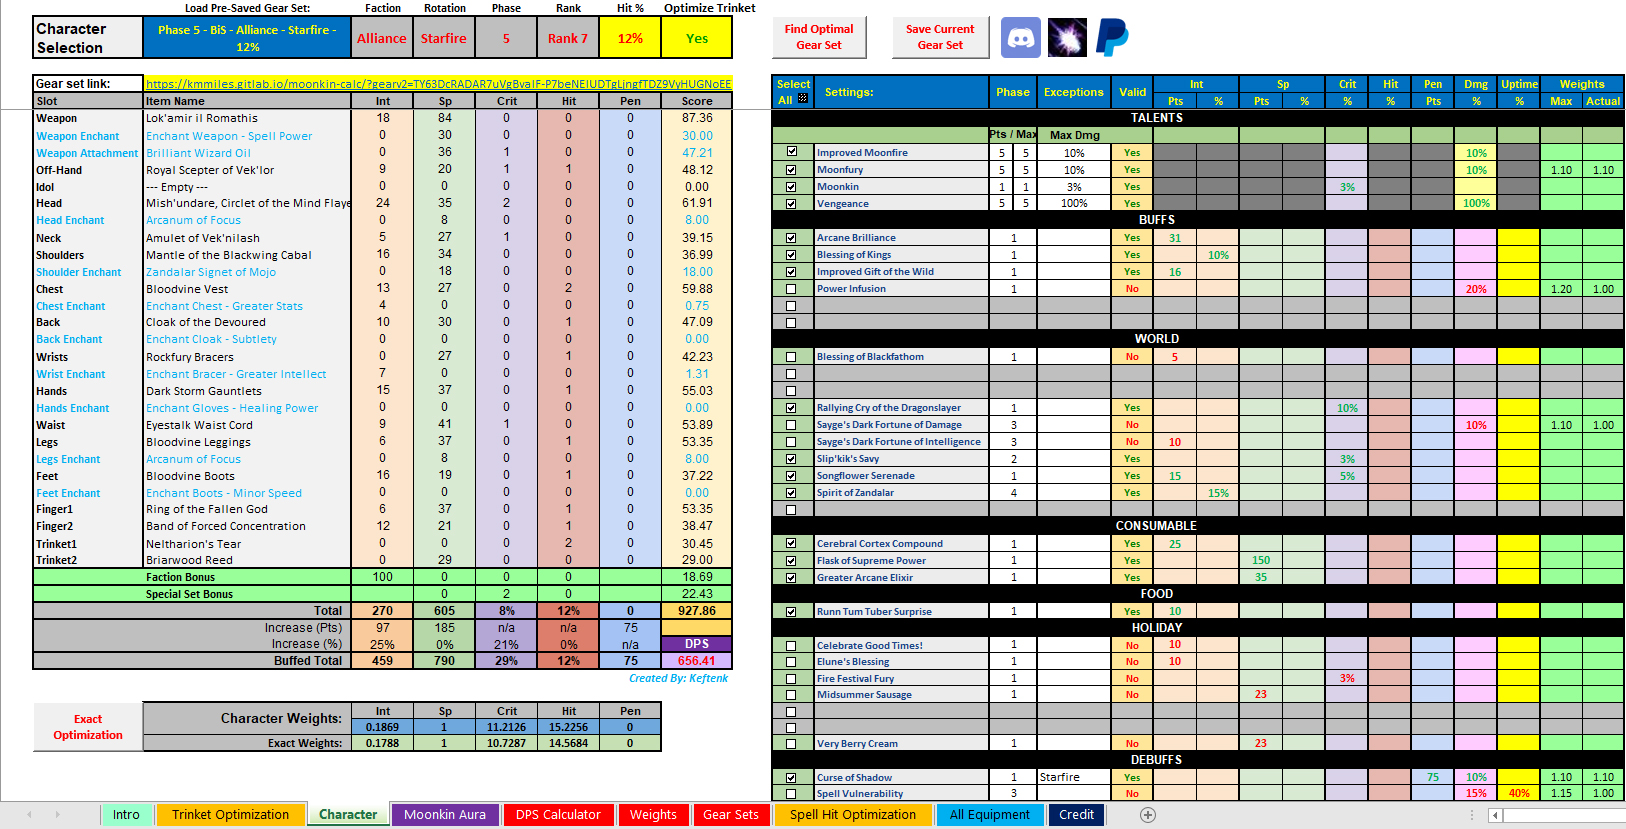 Load Pre-Saved Gear Set: Faction Rotation Phase Rank Hit % Optimize Trinket
Character Selection
Phase 5 - BiS - Alliance - Starfire - 12%
Alliance Starfire 5 Rank 7 12% Yes
Find Optimal Gear Set
Save Current Gear Set
Gear set link: https://kmmiles.gitlab.io/moonkin-calc/?gearv2=TY63DcRADAR7uVgBvaIF-P7beNEIUDTgLjngfTDZ9VyHUGNoEE
Slot Item Name Int Sp Crit Hit Pen Score
Weapon Lok'amir il Romathis 18 84 0 0 0 87.36
Weapon Enchant Enchant Weapon - Spell Power 0 30 0 0 0 30.00
Weapon Attachment Brilliant Wizard Oil 0 36 1 0 0 47.21
Off-Hand Royal Scepter of Vek'lor 9 20 1 1 0 48.12
Idol --- Empty --- 0 0 0 0 0 0.00
Head Mish'undare, Circlet of the Mind Flaye 24 35 2 0 0 61.91
Head Enchant Arcanum of Focus 0 8 0 0 0 8.00
Neck Amulet of Vek'nilash 5 27 1 0 0 39.15
Shoulders Mantle of the Blackwing Cabal 16 34 0 0 0 36.99
Shoulder Enchant Zandalar Signet of Mojo 0 18 0 0 0 18.00
Chest Bloodvine Vest 13 27 0 2 0 59.88
Chest Enchant Enchant Chest - Greater Stats 4 0 0 0 0 0.75
Back Cloak of the Devoured 10 30 0 1 0 47.09
Back Enchant Enchant Cloak - Subtlety 0 0 0 0 0 0.00
Wrists Rockfury Bracers 0 27 0 1 0 42.23
Wrist Enchant Enchant Bracer - Greater Intellect 7 0 0 0 0 1.31
Hands Dark Storm Gauntlets 15 37 0 1 0 55.03
Hands Enchant Enchant Gloves - Healing Power 0 0 0 0 0 0.00
Waist Eyestalk Waist Cord 9 41 1 0 0 53.89
Legs Bloodvine Leggings 6 37 0 1 0 53.35
Legs Enchant Arcanum of Focus 0 8 0 0 0 8.00
Feet Bloodvine Boots 16 19 0 1 0 37.22
Feet Enchant Enchant Boots - Minor Speed 0 0 0 0 0 0.00
Finger1 Ring of the Fallen God 6 37 0 1 0 53.35
Finger2 Band of Forced Concentration 12 21 0 1 0 38.47
Trinket1 Neltharion's Tear 0 0 0 2 0 30.45
Trinket2 Briarwood Reed 0 29 0 0 0 29.00
Faction Bonus 100 0 0 0 18.69
Special Set Bonus 0 2 0 22.43
Total 270 605 8% 12% 0 927.86
Increase (Pts) 97 185 n/a n/a 75
Increase (%) 25% 0% 21% 0% n/a DPS
Buffed Total 459 790 29% 12% 75 656.41
Created By: Keftenk
Exact Optimization
Int Sp Crit Hit Pen
Character Weights: 0.1869 1 11.2126 15.2256 0
Exact Weights: 0.1788 1 10.7287 14.5684 0
Select All Settings: Phase Exceptions Valid Int Sp Crit Hit Pen Dmg Uptime Weights
Pts % Pts % % % Pts % % Max Actual
TALENTS
Pts / Max Max Dmg
Improved Moonfire 5 5 10% Yes 10%
Moonfury 5 5 10% Yes 10% 1.10 1.10
Moonkin 1 1 3% Yes 3%
Vengeance 5 5 100% Yes 100%
BUFFS
Arcane Brilliance 1 Yes 31
Blessing of Kings 1 Yes 10%
Improved Gift of the Wild 1 Yes 16
Power Infusion 1 No 20% 1.20 1.00
WORLD
Blessing of Blackfathom 1 No 5
Rallying Cry of the Dragonslayer 1 Yes 10%
Sayge's Dark Fortune of Damage 3 No 10% 1.10 1.00
Sayge's Dark Fortune of Intelligence 3 No 10
Slip'kik's Savy 2 Yes 3%
Songflower Serenade 1 Yes 15 5%
Spirit of Zandalar 4 Yes 15%
CONSUMABLE
Cerebral Cortex Compound 1 Yes 25
Flask of Supreme Power 1 Yes 150
Greater Arcane Elixir 1 Yes 35
FOOD
Runn Tum Tuber Surprise 1 Yes 10
HOLIDAY
Celebrate Good Times! 1 No 10
Elune's Blessing 1 No 10
Fire Festival Fury 1 No 3%
Midsummer Sausage 1 No 23
Very Berry Cream 1 No 23
DEBUFFS
Curse of Shadow 1 Starfire Yes 75 10% 1.10 1.10
Spell Vulnerability 3 No 15% 40% 1.15 1.00
Intro Trinket Optimization Character Moonkin Aura DPS Calculator Weights Gear Sets Spell Hit Optimization All Equipment Credit